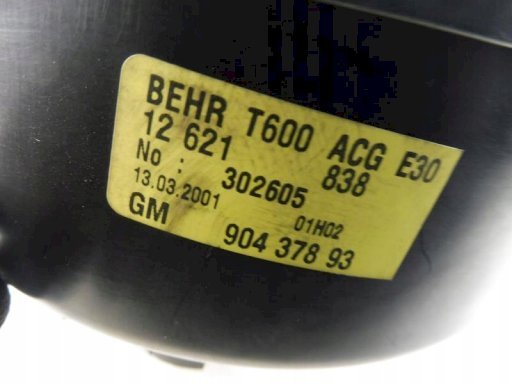 BEHR T600 ACG E30
12 621 838
No : 302605
13.03.2001 01H02
GM 904 378 93